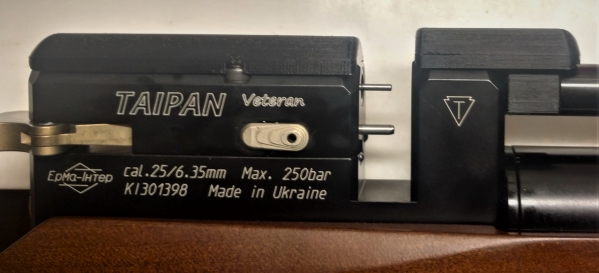 TAIPAN Veteran
T
Ерма-Інтер
cal.25/6.35mm Max. 250bar
KI301398 Made in Ukraine